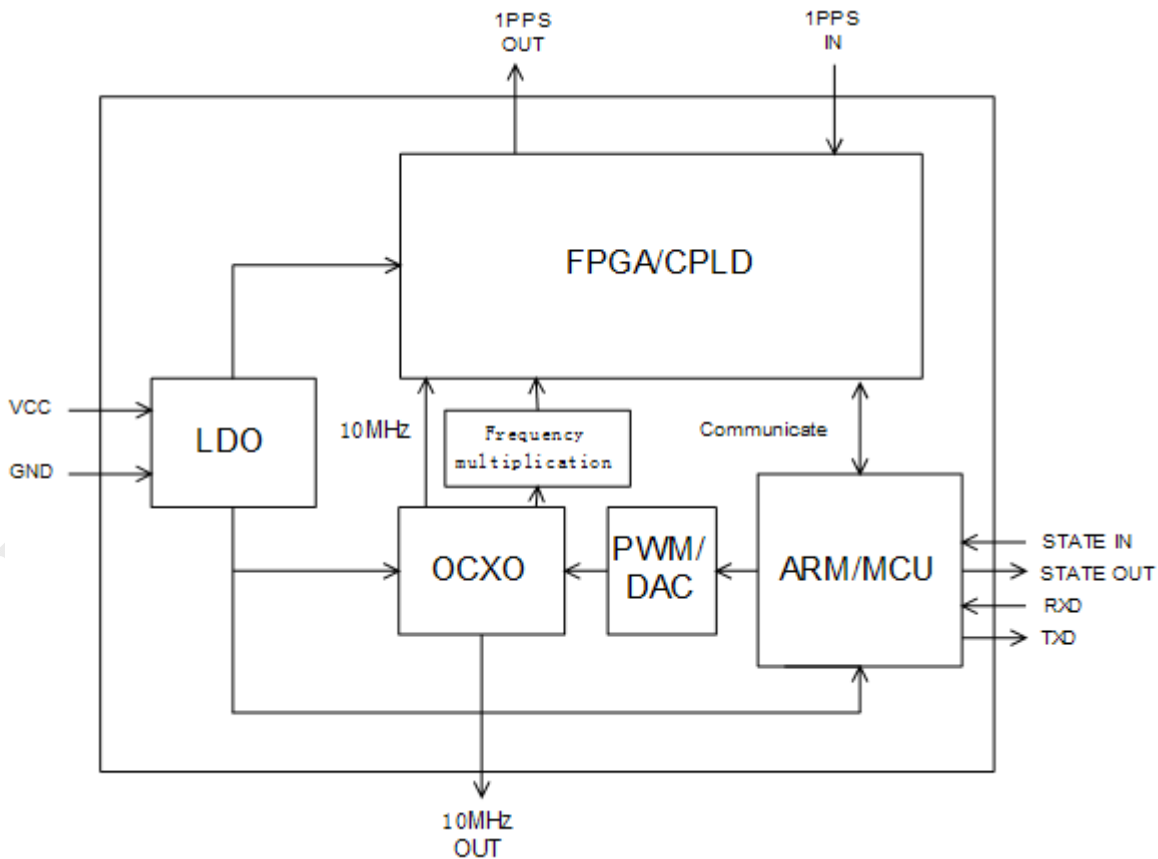 1PPS
OUT
1PPS
IN
FPGA/CPLD
VCC
GND
LDO
10MHz
Frequency
multiplication
Communicate
OCXO
PWM/
DAC
ARM/MCU
STATE IN
STATE OUT
RXD
TXD
10MHz
OUT